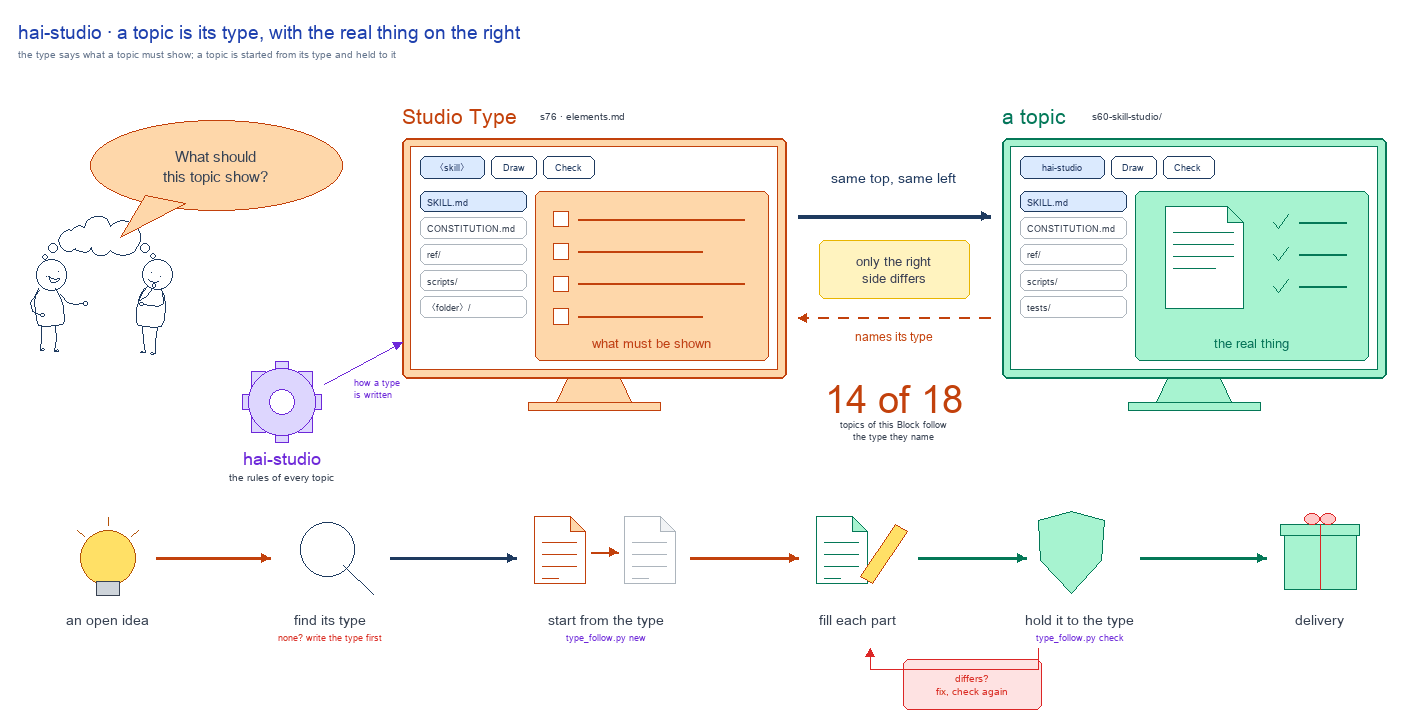 hai-studio · a topic is its type, with the real thing on the right
the type says what a topic must show; a topic is started from its type and held to it
What should
this topic show?
Studio Type
s76 · elements.md
〈skill〉
Draw
Check
SKILL.md
CONSTITUTION.md
ref/
scripts/
〈folder〉/
what must be shown
same top, same left
only the right
side differs
names its type
14 of 18
topics of this Block follow
the type they name
a topic
s60-skill-studio/
hai-studio
Draw
Check
SKILL.md
CONSTITUTION.md
ref/
scripts/
tests/
the real thing
how a type
is written
hai-studio
the rules of every topic
an open idea
find its type
none? write the type first
start from the type
type_follow.py new
fill each part
hold it to the type
type_follow.py check
delivery
differs?
fix, check again